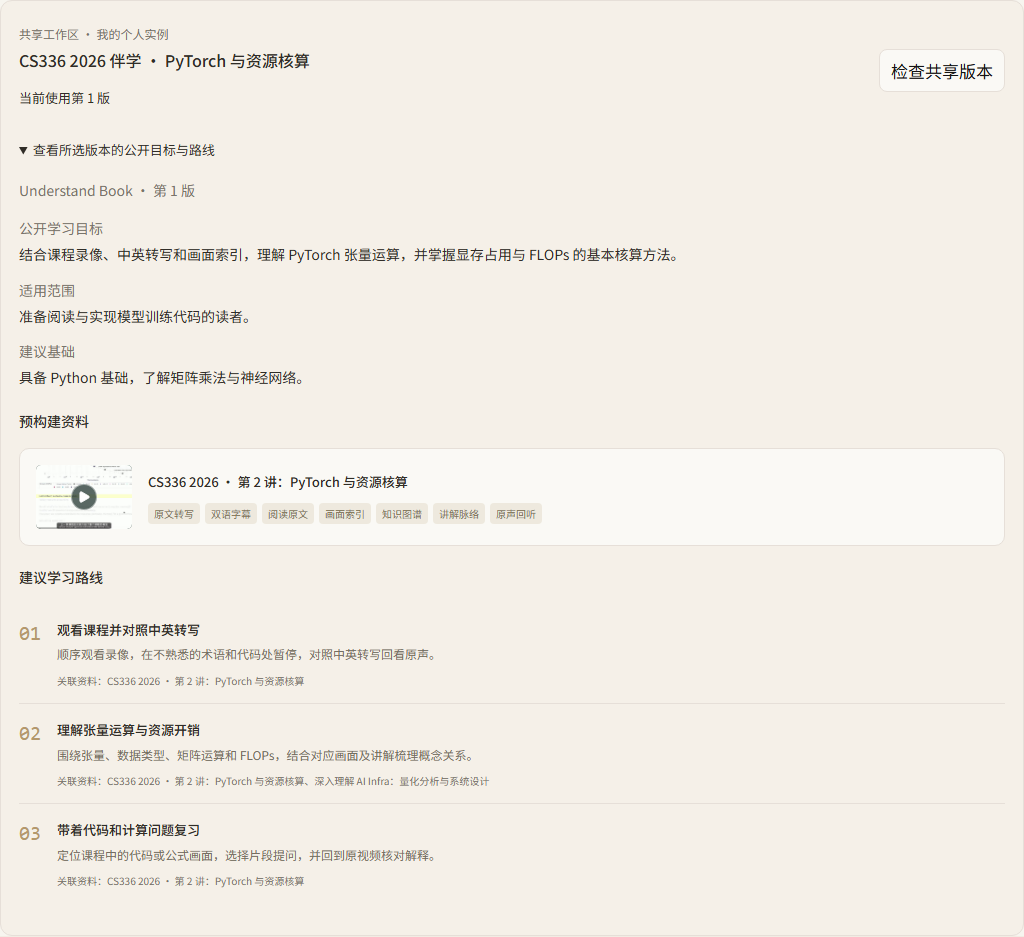 共享工作区 · 我的个人实例
CS336 2026 伴学 · PyTorch 与资源核算
检查共享版本
当前使用第 1 版
▼ 查看所选版本的公开目标与路线
Understand Book · 第 1 版
公开学习目标
结合课程录像、中英转写和画面索引，理解 PyTorch 张量运算，并掌握显存占用与 FLOPs 的基本核算方法。
适用范围
准备阅读与实现模型训练代码的读者。
建议基础
具备 Python 基础，了解矩阵乘法与神经网络。
预构建资料
CS336 2026 · 第 2 讲：PyTorch 与资源核算
原文转写 双语字幕 阅读原文 画面索引 知识图谱 讲解脉络 原声回听
建议学习路线
01 观看课程并对照中英转写
顺序观看录像，在不熟悉的术语和代码处暂停，对照中英转写回看原声。
关联资料：CS336 2026 · 第 2 讲：PyTorch 与资源核算
02 理解张量运算与资源开销
围绕张量、数据类型、矩阵运算和 FLOPs，结合对应画面及讲解梳理概念关系。
关联资料：CS336 2026 · 第 2 讲：PyTorch 与资源核算、深入理解 AI Infra：量化分析与系统设计
03 带着代码和计算问题复习
定位课程中的代码或公式画面，选择片段提问，并回到原视频核对解释。
关联资料：CS336 2026 · 第 2 讲：PyTorch 与资源核算